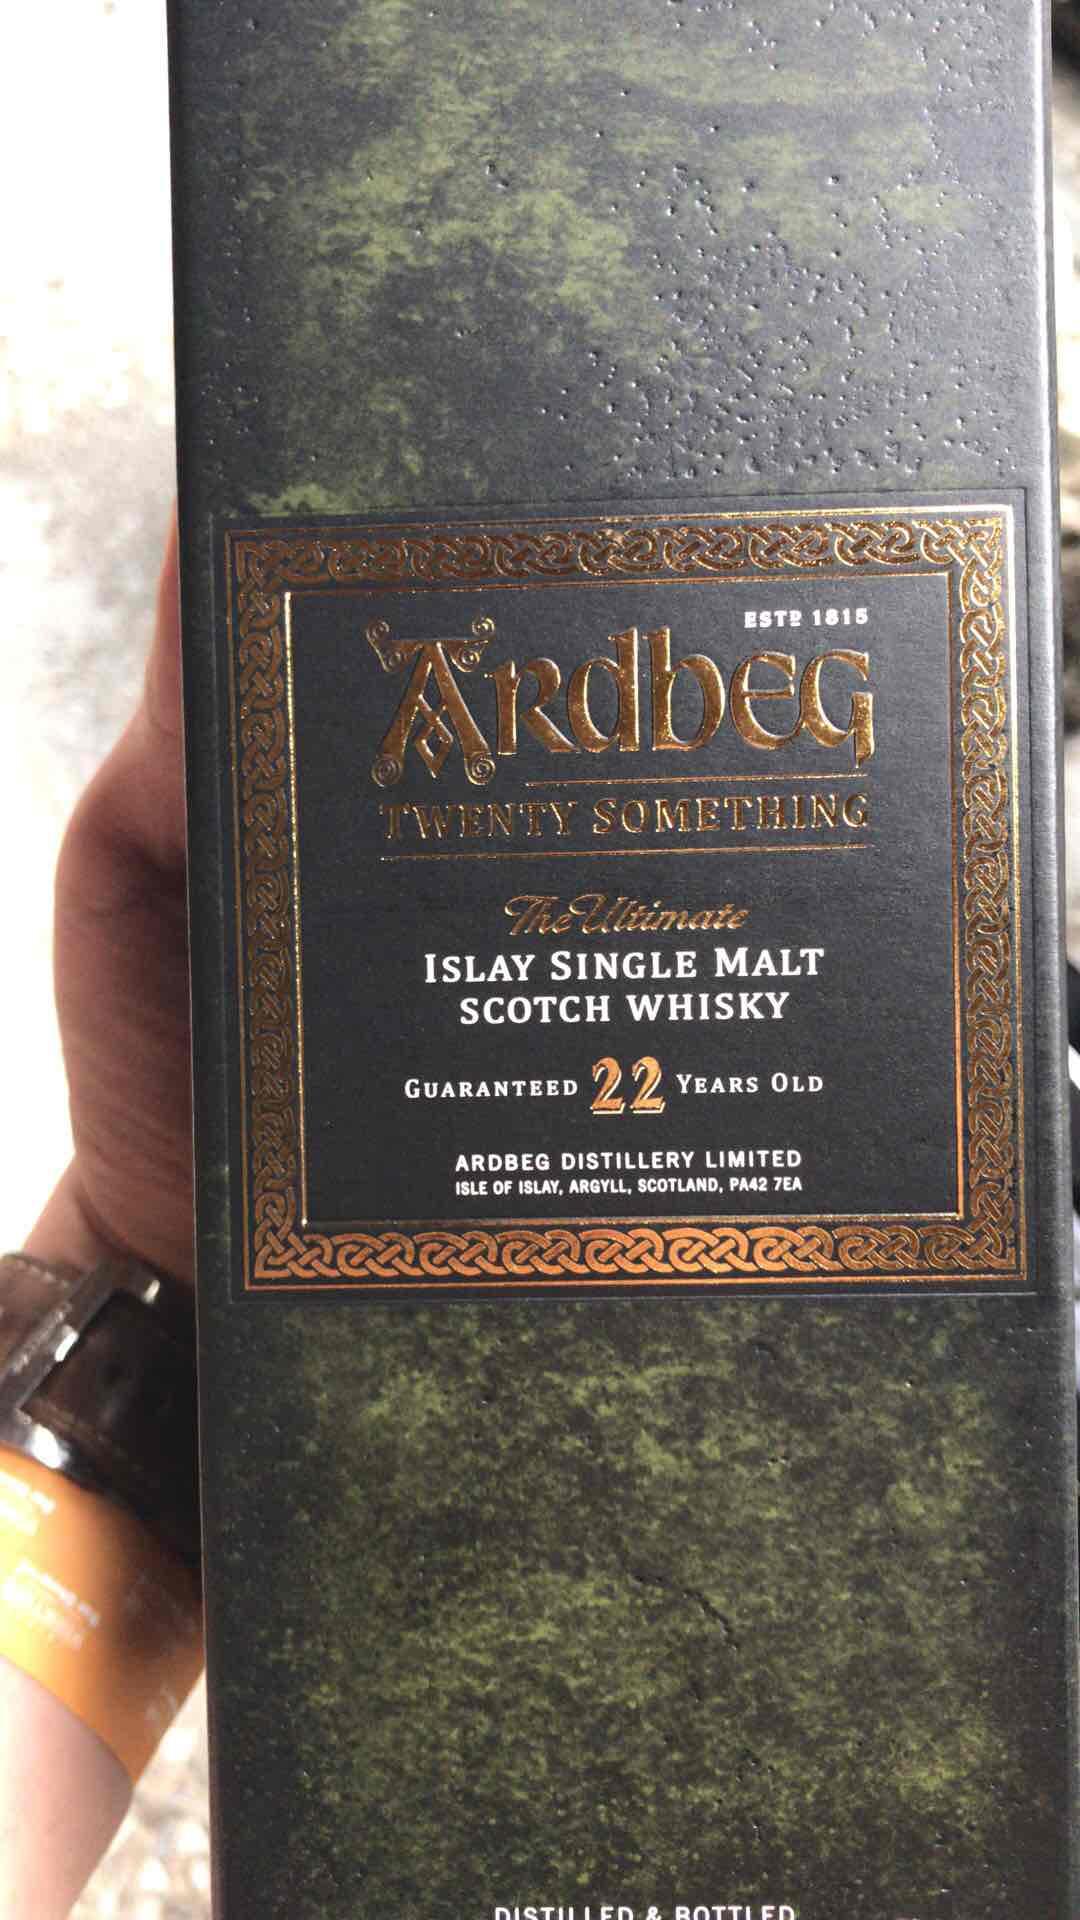 ESTD 1815
ARDBEG
TWENTY SOMETHING
The Ultimate
ISLAY SINGLE MALT
SCOTCH WHISKY
GUARANTEED 22 YEARS OLD
ARDBEG DISTILLERY LIMITED
ISLE OF ISLAY, ARGYLL, SCOTLAND, PA42 7EA
DISTILLED & BOTTLED